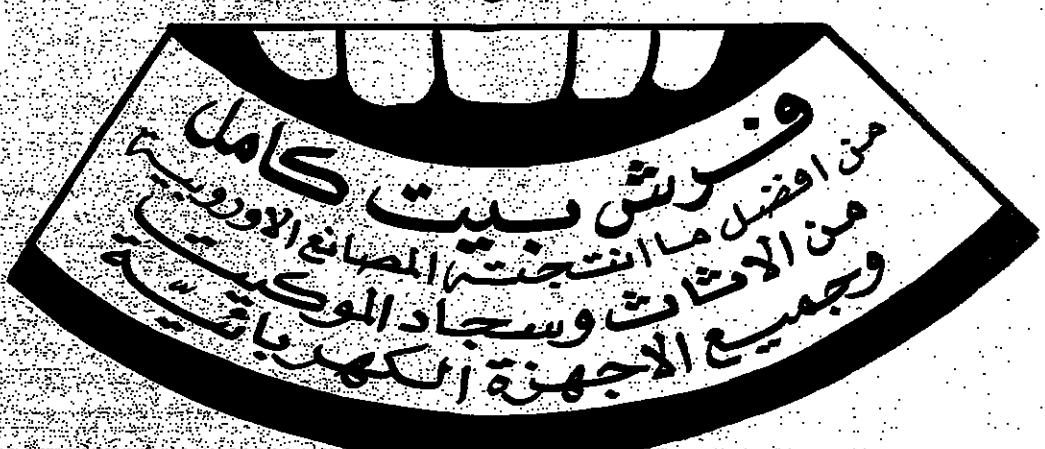 فرش بيت كامل
من افضل ما انتجته المصانع الاوروبية
من الاثاث وسجاد الموكيت
وجميع الاجهزة الكهربائية